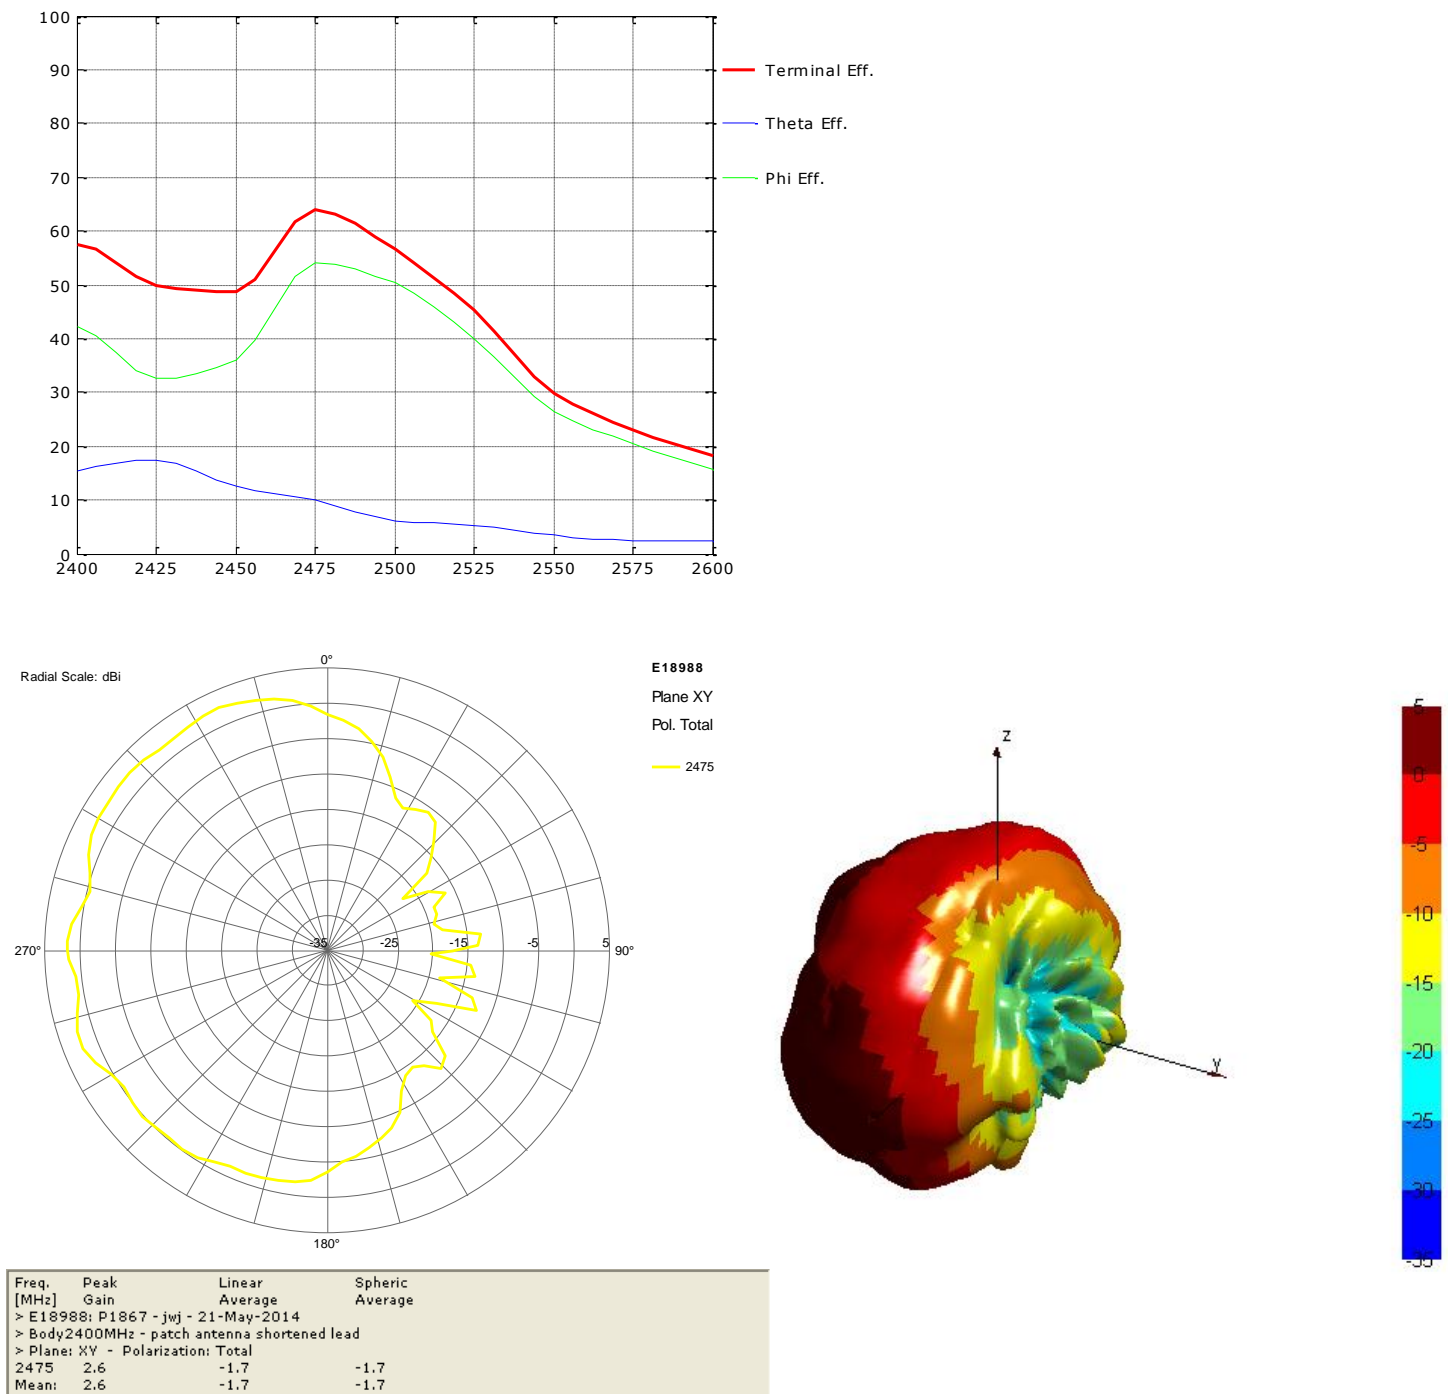 100
90
80
70
60
50
40
30
20
10
0
2400 2425 2450 2475 2500 2525 2550 2575 2600
Terminal Eff.
Theta Eff.
Phi Eff.
Radial Scale: dBi
0°
270°
-35 -25 -15 -5 5
90°
180°
E18988
Plane XY
Pol. Total
2475
Z
Y
5
0
-5
-10
-15
-20
-25
-30
-35
Freq. Peak Linear Spheric
[MHz] Gain Average Average
> E18988: P1867 - jwj - 21-May-2014
> Body2400MHz - patch antenna shortened lead
> Plane: XY - Polarization: Total
2475 2.6 -1.7 -1.7
Mean: 2.6 -1.7 -1.7